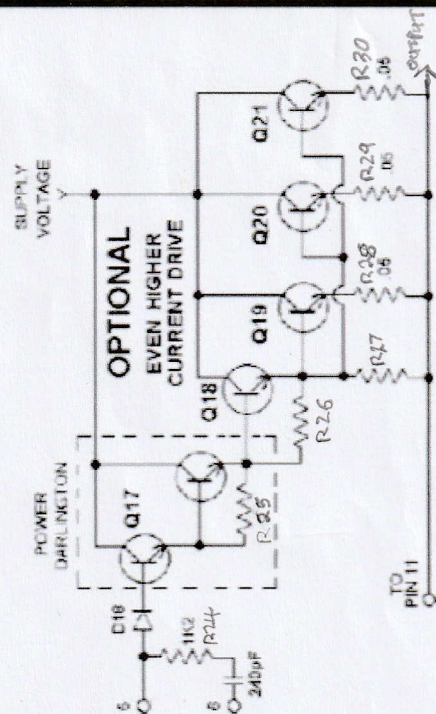 SUPPLY
VOLTAGE
OPTIONAL
EVEN HIGHER
CURRENT DRIVE
POWER
DARLINGTON
Q17
Q18
Q19
Q20
Q21
D18
1K2
R24
240pF
6
6
R25
R26
R27
R28
.05
R29
.05
R30
.05
OUTPUT
TO
PIN 11